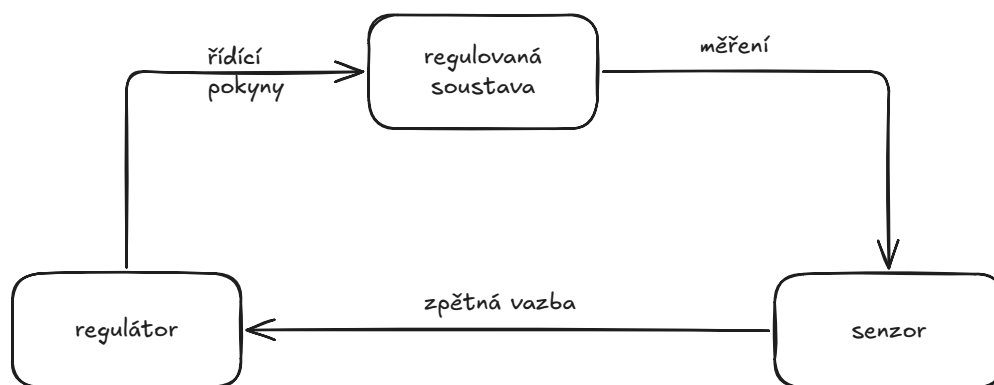 řídící
pokyny
regulovaná
soustava
měření
zpětná vazba
regulátor
senzor